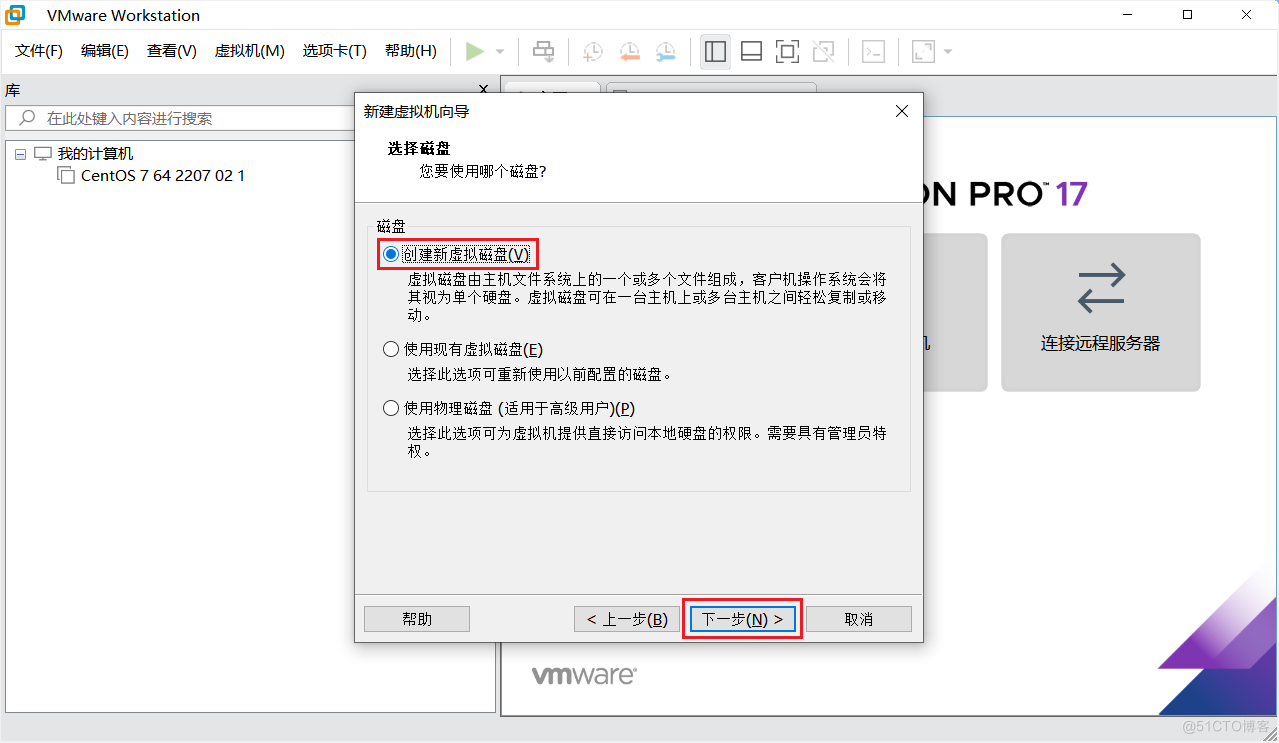 VMware Workstation
文件(F) 编辑(E) 查看(V) 虚拟机(M) 选项卡(T) 帮助(H)
库
在此处键入内容进行搜索
我的计算机
CentOS 7 64 2207 02 1
新建虚拟机向导
选择磁盘
您要使用哪个磁盘?
磁盘
创建新虚拟磁盘(V)
虚拟磁盘由主机文件系统上的一个或多个文件组成，客户机操作系统会将
其视为单个硬盘。虚拟磁盘可在一台主机上或多台主机之间轻松复制或移
动。
使用现有虚拟磁盘(E)
选择此选项可重新使用以前配置的磁盘。
使用物理磁盘 (适用于高级用户)(P)
选择此选项可为虚拟机提供直接访问本地硬盘的权限。需要具有管理员特
权。
帮助
< 上一步(B)
下一步(N) >
取消
ON PRO™ 17
机
连接远程服务器
vmware®
@51CTO博客